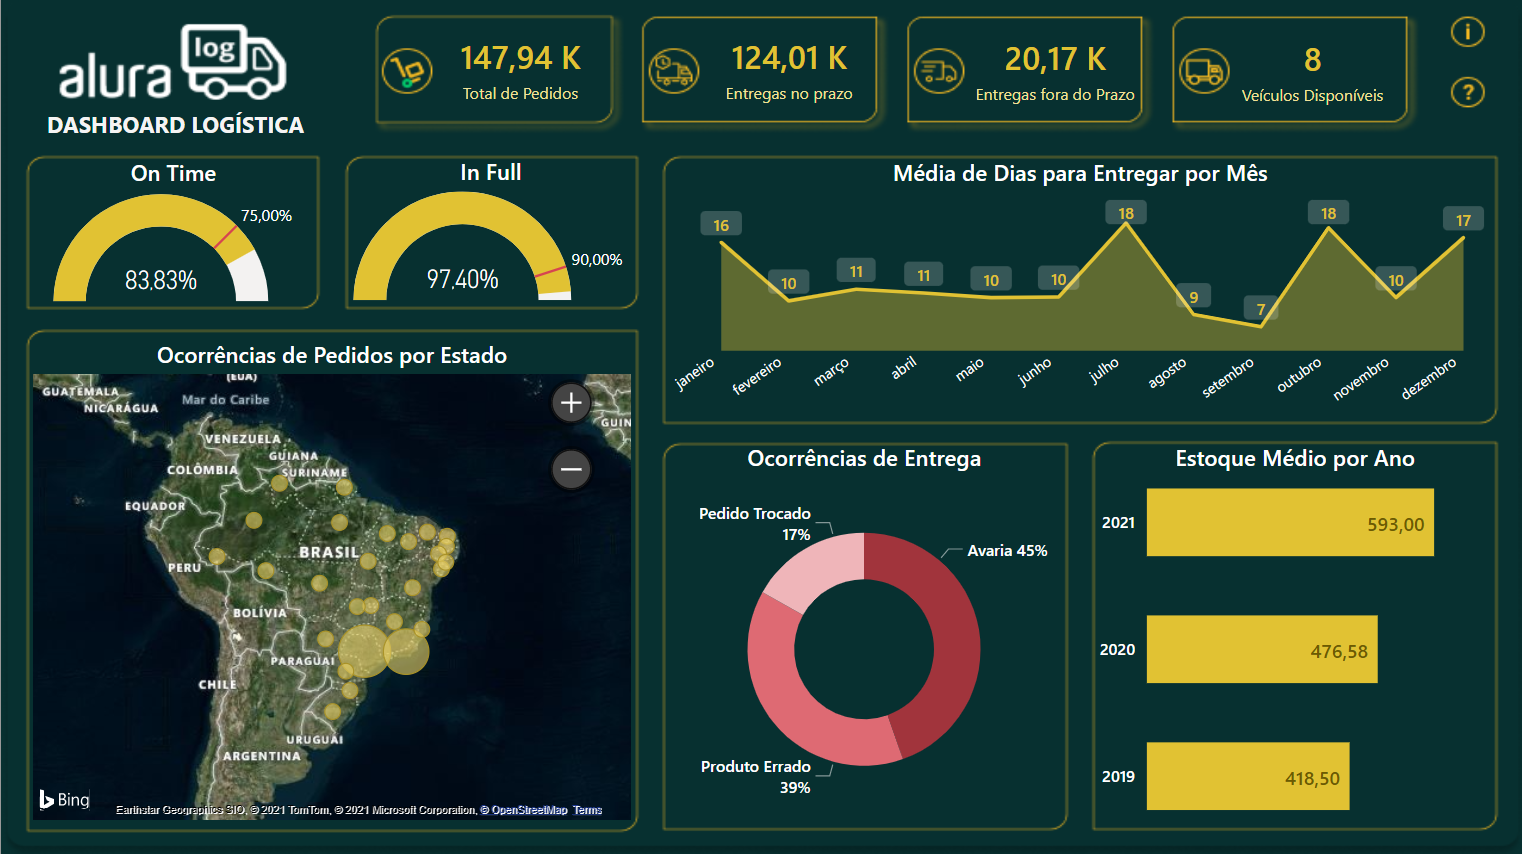 alura log
DASHBOARD LOGÍSTICA
147,94 K
Total de Pedidos
124,01 K
Entregas no prazo
20,17 K
Entregas fora do Prazo
8
Veículos Disponíveis
i
?
On Time
75,00%
83,83%
In Full
90,00%
97,40%
Média de Dias para Entregar por Mês
16
10
11
11
10
10
18
9
7
18
10
17
janeiro
fevereiro
março
abril
maio
junho
julho
agosto
setembro
outubro
novembro
dezembro
Ocorrências de Pedidos por Estado
(EUA)
GUATEMALA
NICARÁGUA
Mar do Caribe
GUIN
VENEZUELA
GUIANA
COLÔMBIA
SURINAME
EQUADOR
BRASIL
PERU
BOLÍVIA
PARAGUAI
CHILE
URUGUAI
ARGENTINA
+
−
Bing
Earthstar Geographics SIO, © 2021 TomTom, © 2021 Microsoft Corporation, © OpenStreetMap Terms
Ocorrências de Entrega
Pedido Trocado
17%
Avaria 45%
Produto Errado
39%
Estoque Médio por Ano
2021
593,00
2020
476,58
2019
418,50